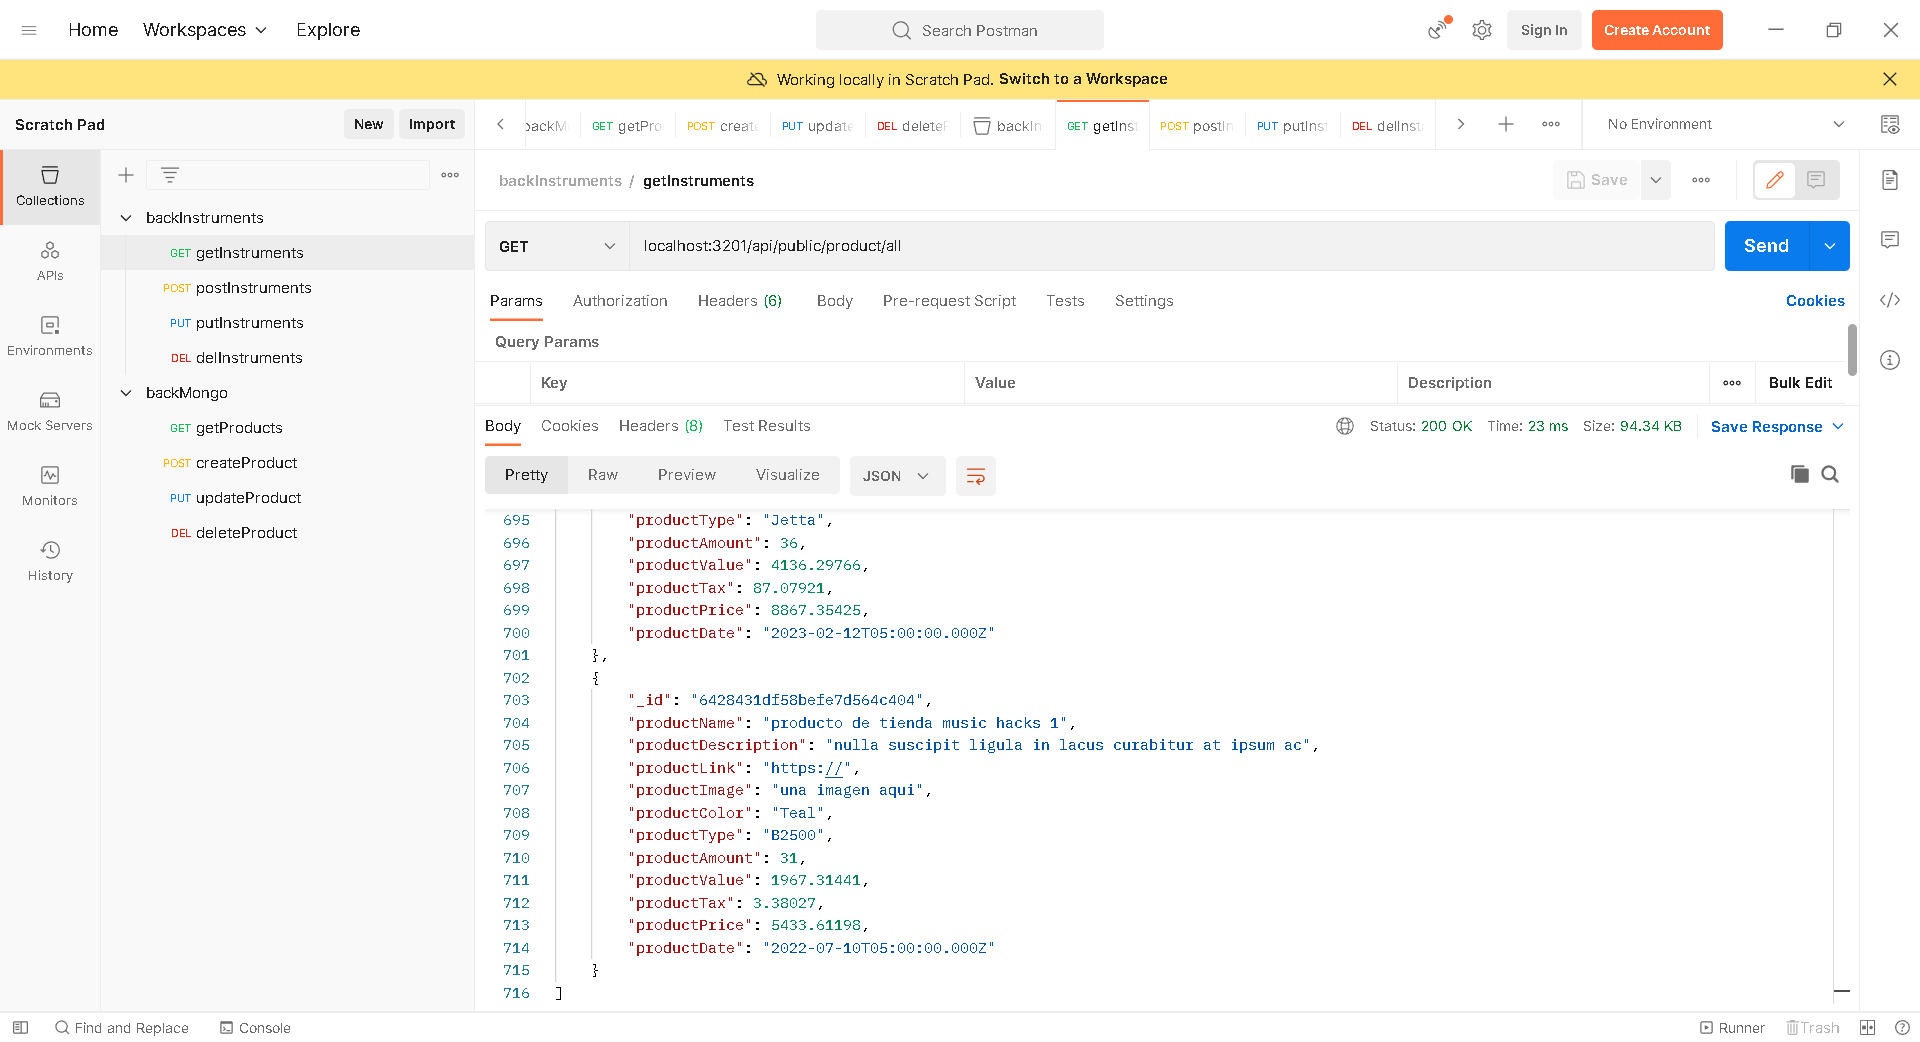 Home Workspaces Explore
Search Postman
Sign In Create Account
Working locally in Scratch Pad. Switch to a Workspace
Scratch Pad New Import
GET getPro POST create PUT update DEL delete backIn GET getInst POST postIn PUT putInst DEL delInstr
No Environment
Collections
APIs
Environments
Mock Servers
Monitors
History
backInstruments
GET getInstruments
POST postInstruments
PUT putInstruments
DEL delInstruments
backMongo
GET getProducts
POST createProduct
PUT updateProduct
DEL deleteProduct
backInstruments / getInstruments
Save
GET localhost:3201/api/public/product/all
Send
Params Authorization Headers (6) Body Pre-request Script Tests Settings Cookies
Query Params
Key Value Description Bulk Edit
Body Cookies Headers (8) Test Results Status: 200 OK Time: 23 ms Size: 94.34 KB Save Response
Pretty Raw Preview Visualize JSON
695 "productType": "Jetta",
696 "productAmount": 36,
697 "productValue": 4136.29766,
698 "productTax": 87.07921,
699 "productPrice": 8867.35425,
700 "productDate": "2023-02-12T05:00:00.000Z"
701 },
702 {
703 "_id": "6428431df58befe7d564c404",
704 "productName": "producto de tienda music hacks 1",
705 "productDescription": "nulla suscipit ligula in lacus curabitur at ipsum ac",
706 "productLink": "https://",
707 "productImage": "una imagen aqui",
708 "productColor": "Teal",
709 "productType": "B2500",
710 "productAmount": 31,
711 "productValue": 1967.31441,
712 "productTax": 3.38027,
713 "productPrice": 5433.61198,
714 "productDate": "2022-07-10T05:00:00.000Z"
715 }
716 ]
Find and Replace Console
Runner Trash